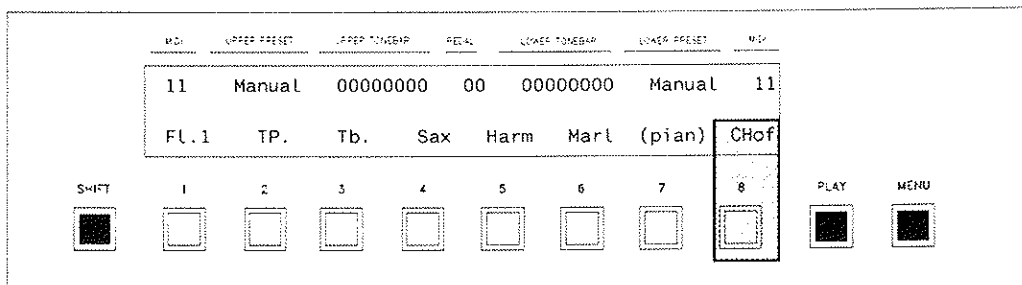 MIDI UPPER PRESET UPPER TONEBAR PEDAL LOWER TONEBAR LOWER PRESET MIDI
11 Manual 00000000 00 00000000 Manual 11
Fl.1 TP. Tb. Sax Harm Marl (pian) CHof
SHIFT 1 2 3 4 5 6 7 8 PLAY MENU